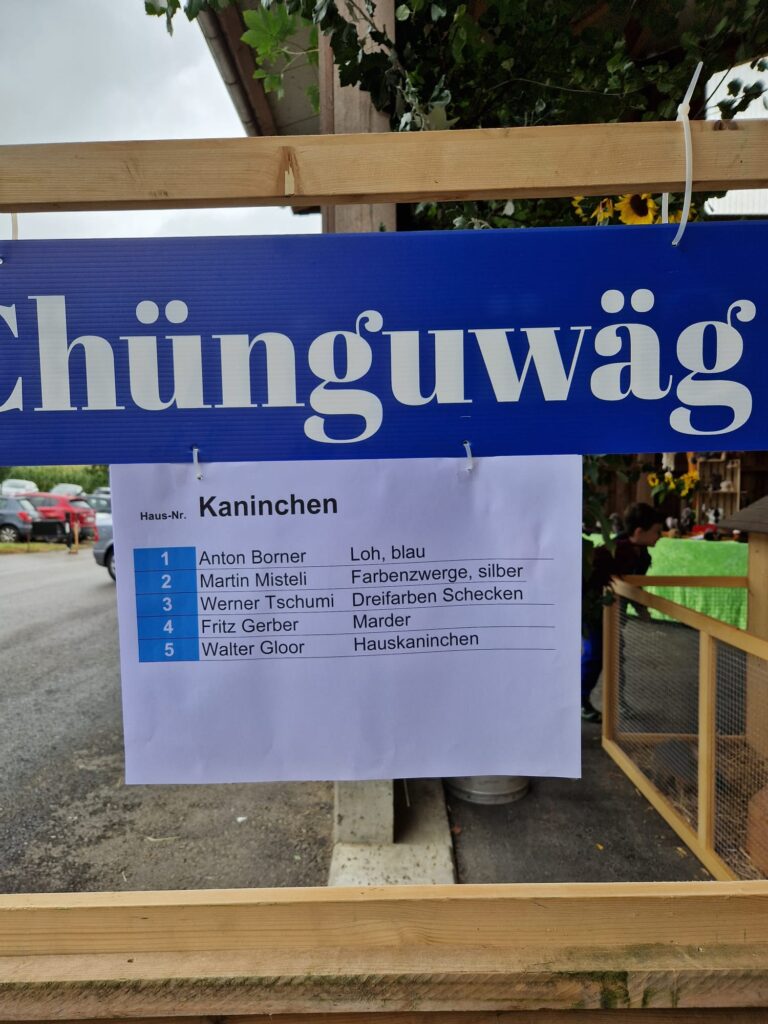 Chünguwäg
Haus-Nr. Kaninchen
1 Anton Borner Loh, blau
2 Martin Misteli Farbenzwerge, silber
3 Werner Tschumi Dreifarben Schecken
4 Fritz Gerber Marder
5 Walter Gloor Hauskaninchen